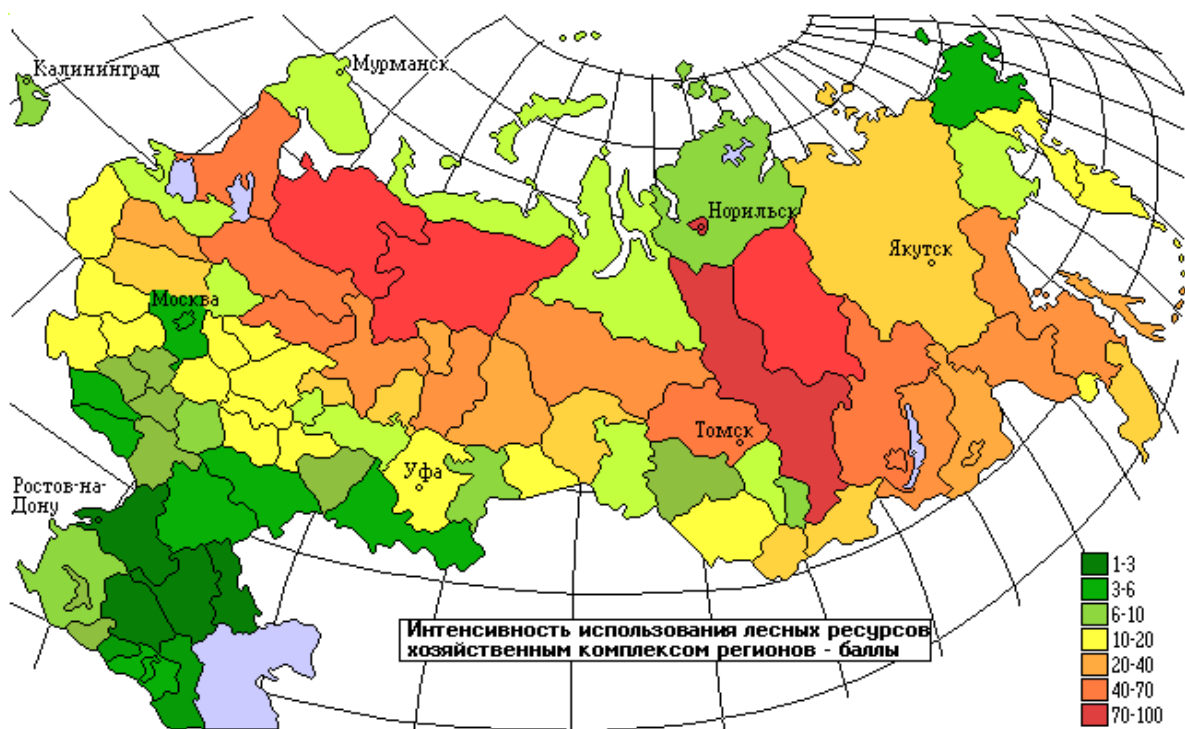 Калининград
Мурманск
Норильск
Якутск
Москва
Томск
Уфа
Ростов-на-
Дону
1-3
3-6
6-10
10-20
20-40
40-70
70-100
Интенсивность использования лесных ресурсов
хозяйственным комплексом регионов - баллы